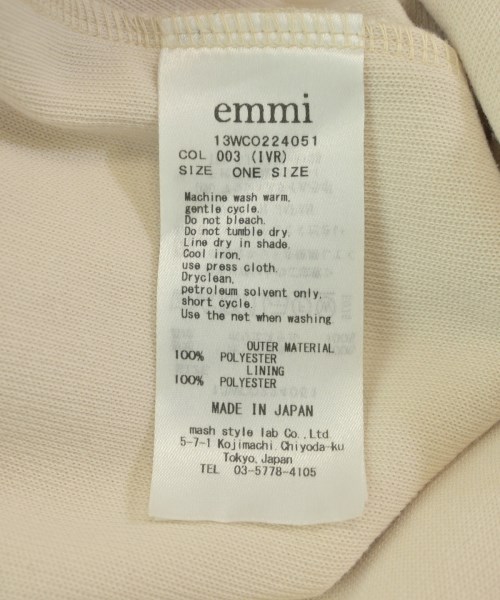 emmi
13WCO224051
COL 003 (IVR)
SIZE ONE SIZE
Machine wash warm.
gentle cycle.
Do not bleach.
Do not tumble dry.
Line dry in shade.
Cool iron.
use press cloth.
Dryclean.
petroleum solvent only.
short cycle.
Use the net when washing
OUTER MATERIAL
100% POLYESTER
LINING
100% POLYESTER
MADE IN JAPAN
mash style lab Co., Ltd.
5-7-1 Kojimachi, Chiyoda-ku
Tokyo, Japan
TEL 03-5778-4105